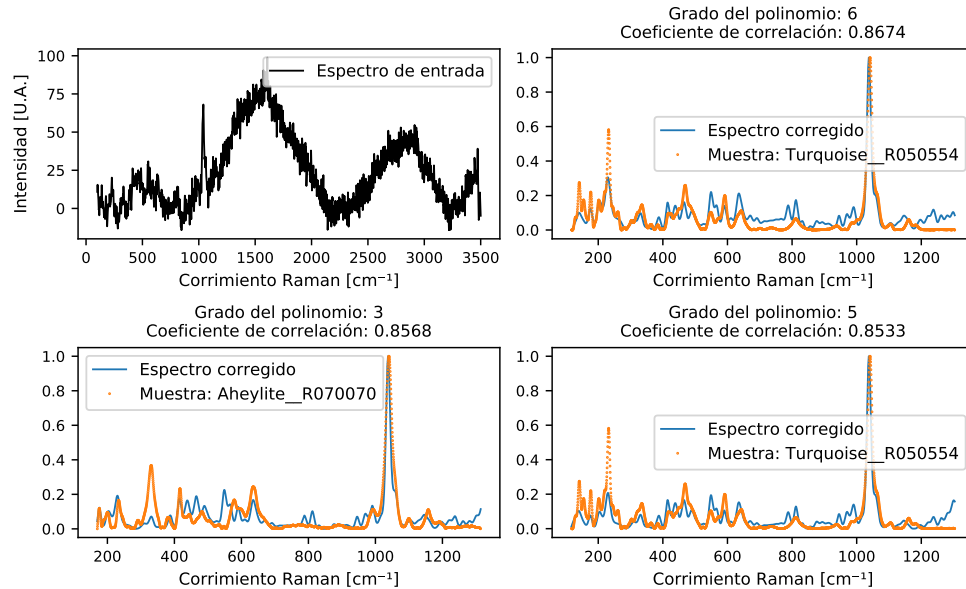 Espectro de entrada
Intensidad [U.A.]
100
75
50
25
0
0 500 1000 1500 2000 2500 3000 3500
Corrimiento Raman [cm⁻¹]
Grado del polinomio: 6
Coeficiente de correlación: 0.8674
Espectro corregido
Muestra: Turquoise__R050554
1.0
0.8
0.6
0.4
0.2
0.0
200 400 600 800 1000 1200
Corrimiento Raman [cm⁻¹]
Grado del polinomio: 3
Coeficiente de correlación: 0.8568
Espectro corregido
Muestra: Aheylite__R070070
1.0
0.8
0.6
0.4
0.2
0.0
200 400 600 800 1000 1200
Corrimiento Raman [cm⁻¹]
Grado del polinomio: 5
Coeficiente de correlación: 0.8533
Espectro corregido
Muestra: Turquoise__R050554
1.0
0.8
0.6
0.4
0.2
0.0
200 400 600 800 1000 1200
Corrimiento Raman [cm⁻¹]